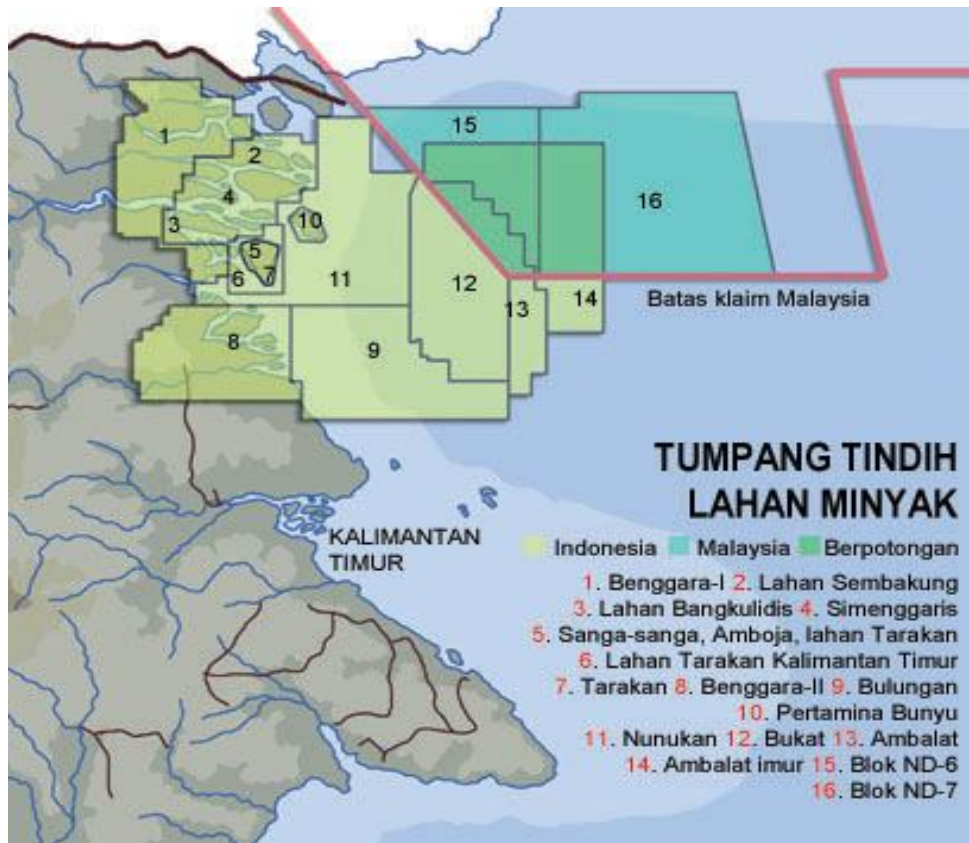 1
15
2
16
4
3
10
5
6
7
11
12
14
13
Batas klaim Malaysia
8
9
TUMPANG TINDIH
LAHAN MINYAK
KALIMANTAN
TIMUR
Indonesia Malaysia Berpotongan
1. Benggara-I 2. Lahan Sembakung
3. Lahan Bangkulidis 4. Simenggaris
5. Sanga-sanga, Amboja, lahan Tarakan
6. Lahan Tarakan Kalimantan Timur
7. Tarakan 8. Benggara-II 9. Bulungan
10. Pertamina Bunyu
11. Nunukan 12. Bukat 13. Ambalat
14. Ambalat imur 15. Blok ND-6
16. Blok ND-7